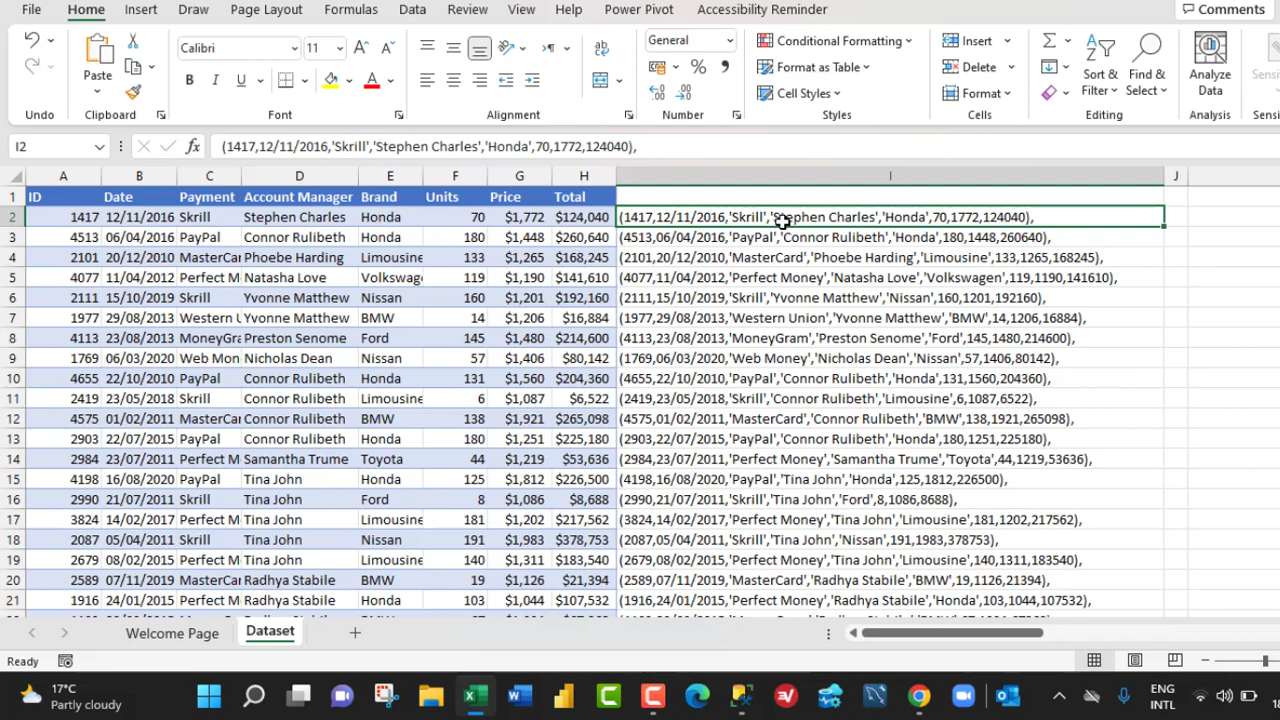 File Home Insert Draw Page Layout Formulas Data Review View Help Power Pivot Accessibility Reminder Comments
Calibri 11 General Conditional Formatting Insert
Paste B I U Format as Table Delete Sort & Find & Analyze
Cell Styles Format Filter Select Data
Undo Clipboard Font Alignment Number Styles Cells Editing
I2 fx (1417,12/11/2016,'Skrill','Stephen Charles','Honda',70,1772,124040),
A B C D E F G H I J
1 ID Date Payment Account Manager Brand Units Price Total
2 1417 12/11/2016 Skrill Stephen Charles Honda 70 $1,772 $124,040 (1417,12/11/2016,'Skrill','Stephen Charles','Honda',70,1772,124040),
3 4513 06/04/2016 PayPal Connor Rulibeth Honda 180 $1,448 $260,640 (4513,06/04/2016,'PayPal','Connor Rulibeth','Honda',180,1448,260640),
4 2101 20/12/2010 MasterCar Phoebe Harding Limousine 133 $1,265 $168,245 (2101,20/12/2010,'MasterCard','Phoebe Harding','Limousine',133,1265,168245),
5 4077 11/04/2012 Perfect M Natasha Love Volkswag 119 $1,190 $141,610 (4077,11/04/2012,'Perfect Money','Natasha Love','Volkswagen',119,1190,141610),
6 2111 15/10/2019 Skrill Yvonne Matthew Nissan 160 $1,201 $192,160 (2111,15/10/2019,'Skrill','Yvonne Matthew','Nissan',160,1201,192160),
7 1977 29/08/2013 Western U Yvonne Matthew BMW 14 $1,206 $16,884 (1977,29/08/2013,'Western Union','Yvonne Matthew','BMW',14,1206,16884),
8 4113 23/08/2013 MoneyGr Preston Senome Ford 145 $1,480 $214,600 (4113,23/08/2013,'MoneyGram','Preston Senome','Ford',145,1480,214600),
9 1769 06/03/2020 Web Mon Nicholas Dean Nissan 57 $1,406 $80,142 (1769,06/03/2020,'Web Money','Nicholas Dean','Nissan',57,1406,80142),
10 4655 22/10/2010 PayPal Connor Rulibeth Honda 131 $1,560 $204,360 (4655,22/10/2010,'PayPal','Connor Rulibeth','Honda',131,1560,204360),
11 2419 23/05/2018 Skrill Connor Rulibeth Limousine 6 $1,087 $6,522 (2419,23/05/2018,'Skrill','Connor Rulibeth','Limousine',6,1087,6522),
12 4575 01/02/2011 MasterCar Connor Rulibeth BMW 138 $1,921 $265,098 (4575,01/02/2011,'MasterCard','Connor Rulibeth','BMW',138,1921,265098),
13 2903 22/07/2015 PayPal Connor Rulibeth Honda 180 $1,251 $225,180 (2903,22/07/2015,'PayPal','Connor Rulibeth','Honda',180,1251,225180),
14 2984 23/07/2011 Perfect M Samantha Trume Toyota 44 $1,219 $53,636 (2984,23/07/2011,'Perfect Money','Samantha Trume','Toyota',44,1219,53636),
15 4198 16/08/2020 PayPal Tina John Honda 125 $1,812 $226,500 (4198,16/08/2020,'PayPal','Tina John','Honda',125,1812,226500),
16 2990 21/07/2011 Skrill Tina John Ford 8 $1,086 $8,688 (2990,21/07/2011,'Skrill','Tina John','Ford',8,1086,8688),
17 3824 14/02/2017 Perfect M Tina John Limousine 181 $1,202 $217,562 (3824,14/02/2017,'Perfect Money','Tina John','Limousine',181,1202,217562),
18 2087 05/04/2011 Skrill Tina John Nissan 191 $1,983 $378,753 (2087,05/04/2011,'Skrill','Tina John','Nissan',191,1983,378753),
19 2679 08/02/2015 Perfect M Tina John Limousine 140 $1,311 $183,540 (2679,08/02/2015,'Perfect Money','Tina John','Limousine',140,1311,183540),
20 2589 07/11/2019 MasterCar Radhya Stabile BMW 19 $1,126 $21,394 (2589,07/11/2019,'MasterCard','Radhya Stabile','BMW',19,1126,21394),
21 1916 24/01/2015 Perfect M Radhya Stabile Honda 103 $1,044 $107,532 (1916,24/01/2015,'Perfect Money','Radhya Stabile','Honda',103,1044,107532),
Welcome Page Dataset
Ready
17°C ENG
Partly cloudy INTL